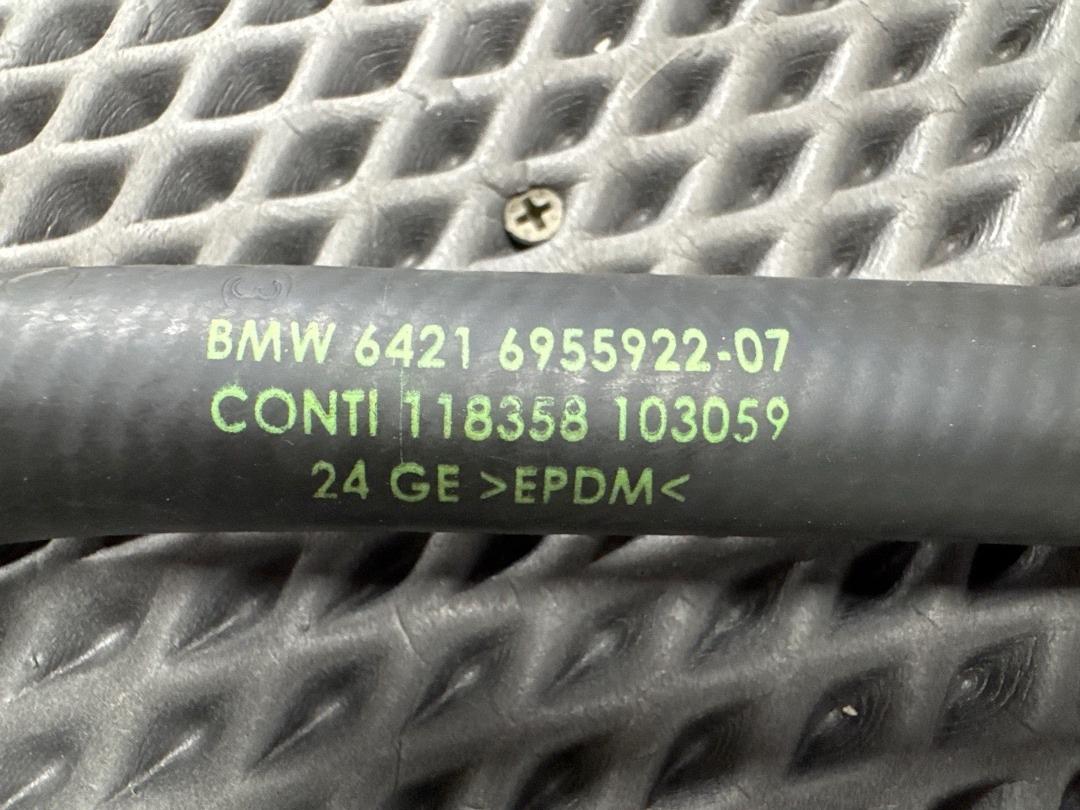 BMW 6421 6955922-07
CONTI 118358 103059
24 GE >EPDM<